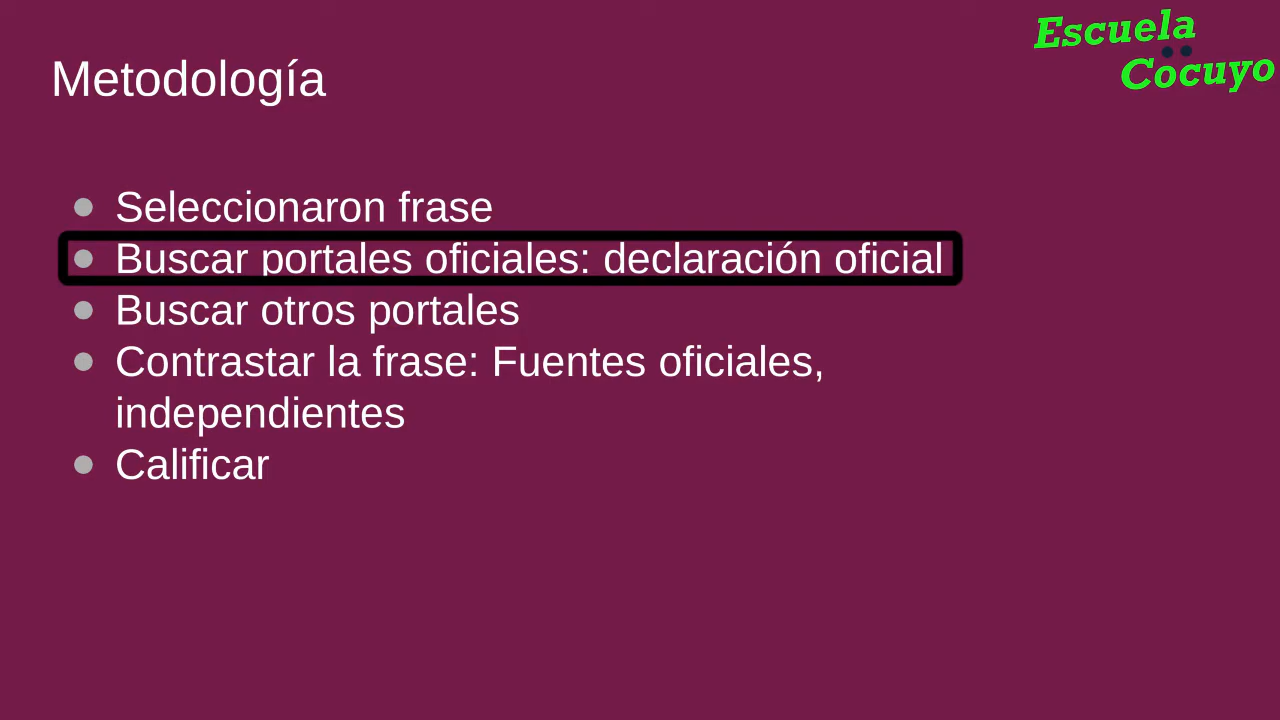 Escuela
Cocuyo
Metodología
Seleccionaron frase
Buscar portales oficiales: declaración oficial
Buscar otros portales
Contrastar la frase: Fuentes oficiales,
independientes
Calificar